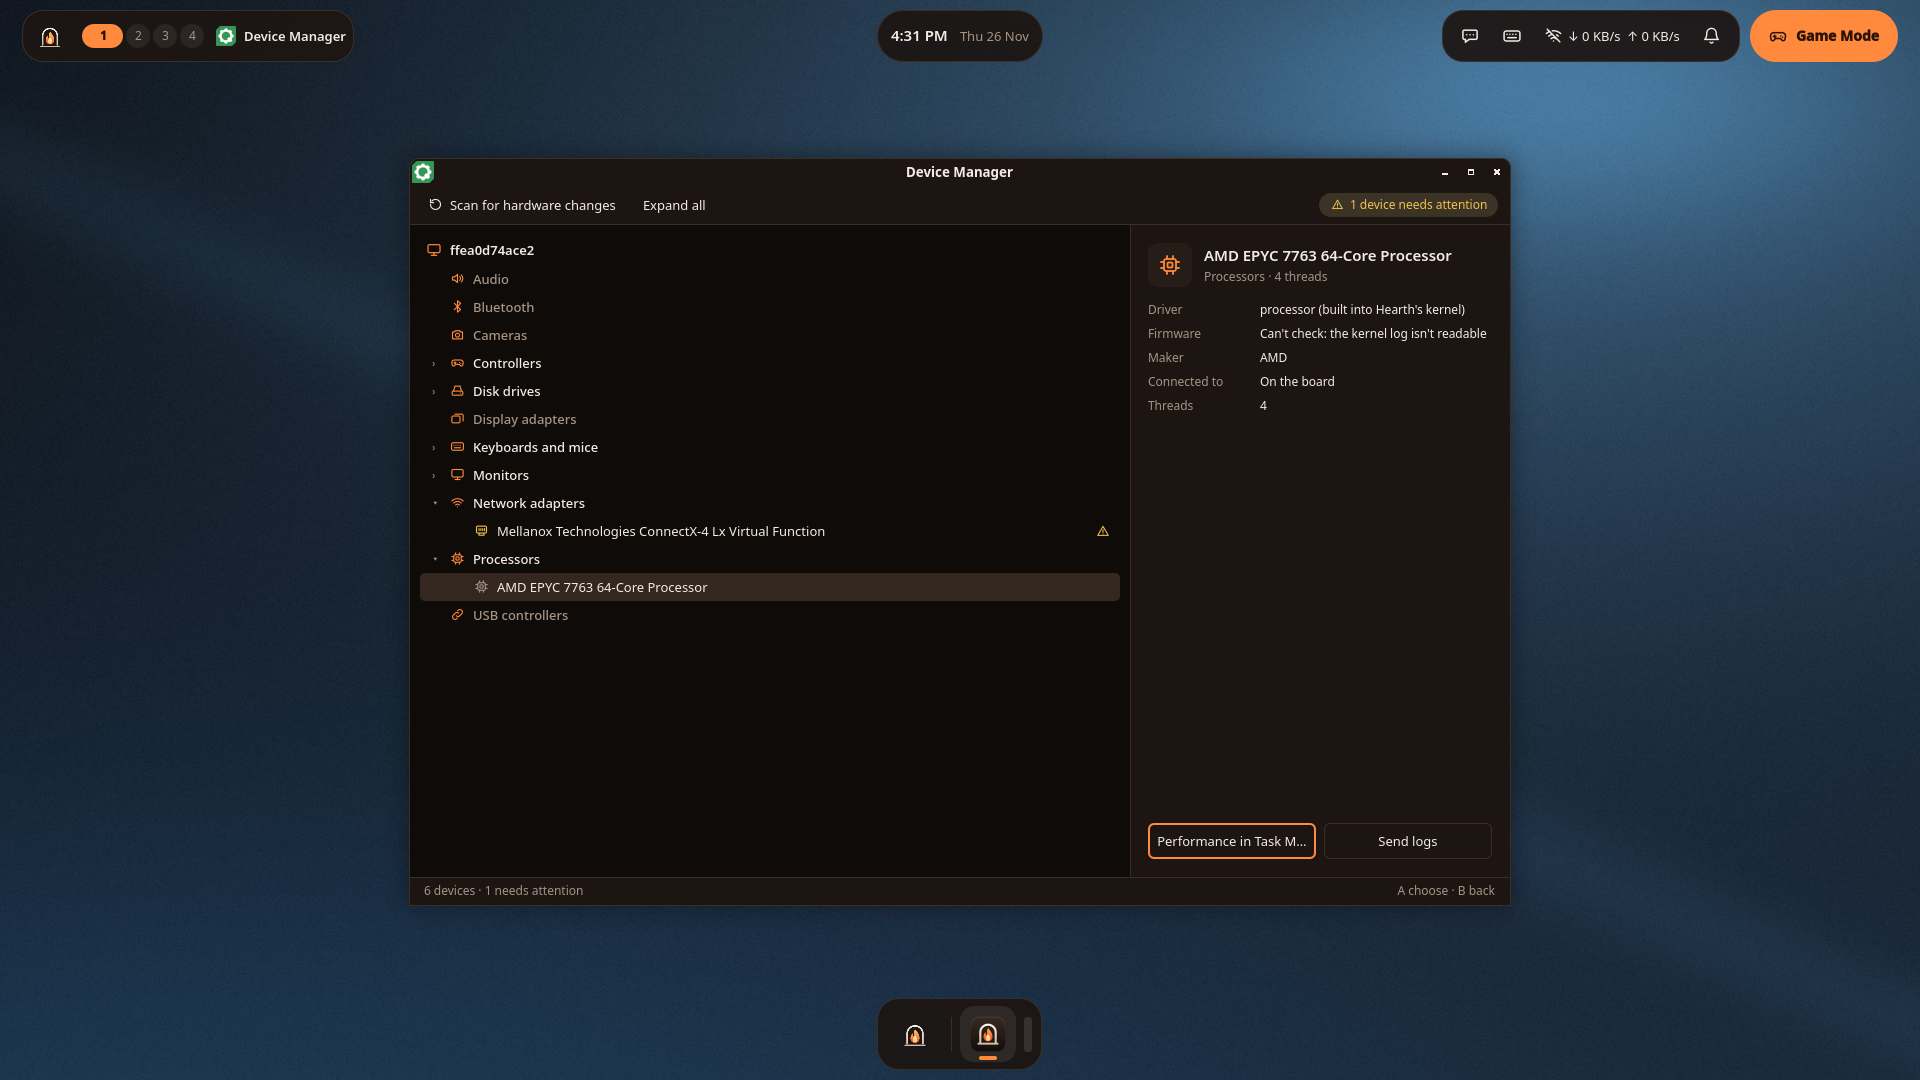 1 2 3 4 Device Manager
4:31 PM Thu 26 Nov
↓ 0 KB/s ↑ 0 KB/s
Game Mode
Device Manager
Scan for hardware changes
Expand all
1 device needs attention
ffea0d74ace2
Audio
Bluetooth
Cameras
Controllers
Disk drives
Display adapters
Keyboards and mice
Monitors
Network adapters
Mellanox Technologies ConnectX-4 Lx Virtual Function
Processors
AMD EPYC 7763 64-Core Processor
USB controllers
AMD EPYC 7763 64-Core Processor
Processors · 4 threads
Driver processor (built into Hearth's kernel)
Firmware Can't check: the kernel log isn't readable
Maker AMD
Connected to On the board
Threads 4
Performance in Task M...
Send logs
6 devices · 1 needs attention
A choose · B back